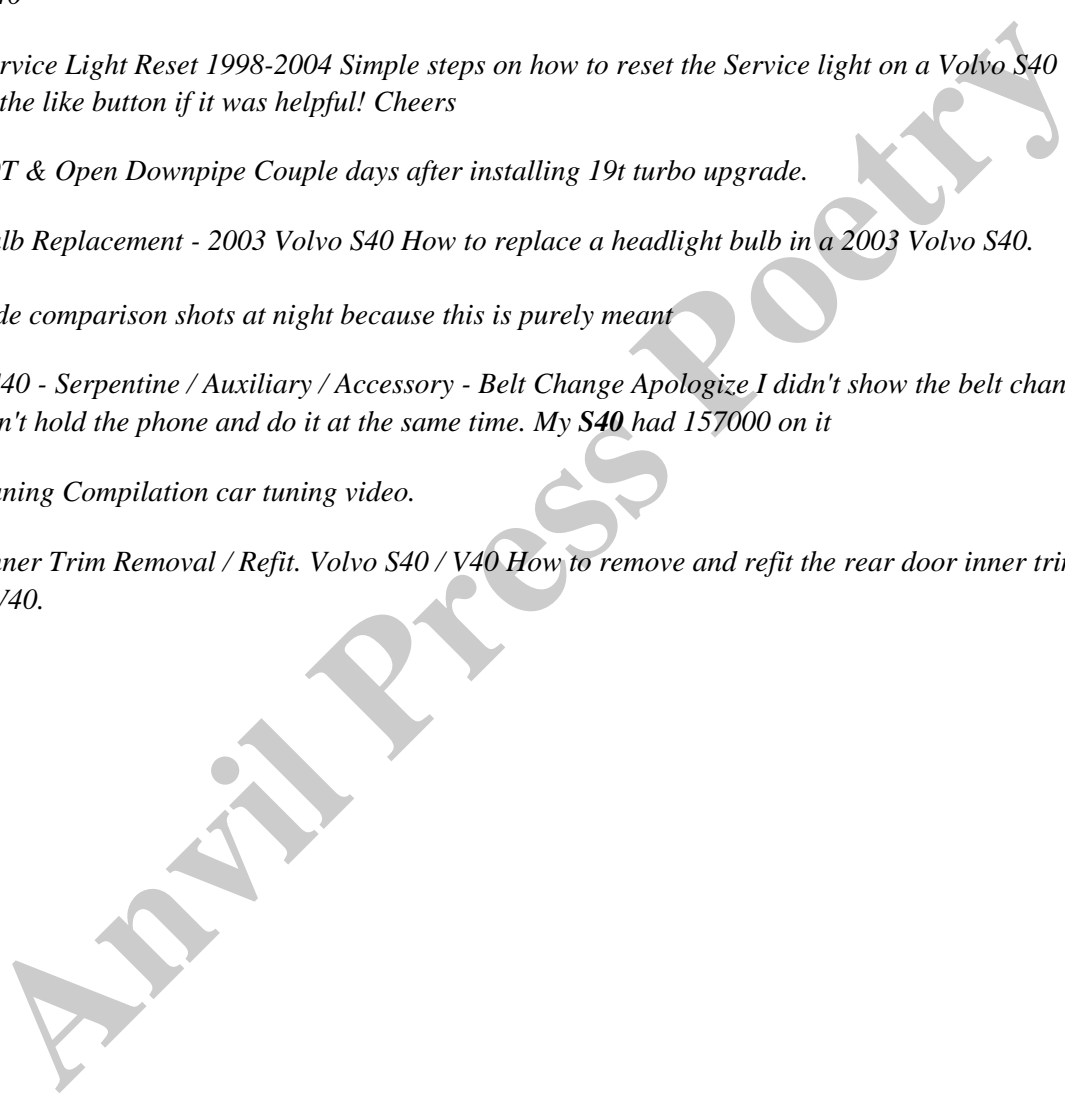 rvice Light Reset 1998-2004 Simple steps on how to reset the Service light on a Volvo S40
the like button if it was helpful! Cheers
T & Open Downpipe Couple days after installing 19t turbo upgrade.
lb Replacement - 2003 Volvo S40 How to replace a headlight bulb in a 2003 Volvo S40.
de comparison shots at night because this is purely meant
40 - Serpentine / Auxiliary / Accessory - Belt Change Apologize I didn't show the belt chan
n't hold the phone and do it at the same time. My S40 had 157000 on it
ning Compilation car tuning video.
ner Trim Removal / Refit. Volvo S40 / V40 How to remove and refit the rear door inner trin
V40.
Anvil Press Poetry